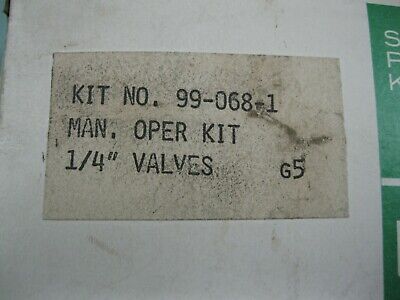 KIT NO. 99-068-1
MAN. OPER KIT
1/4" VALVES G5
S
P
K